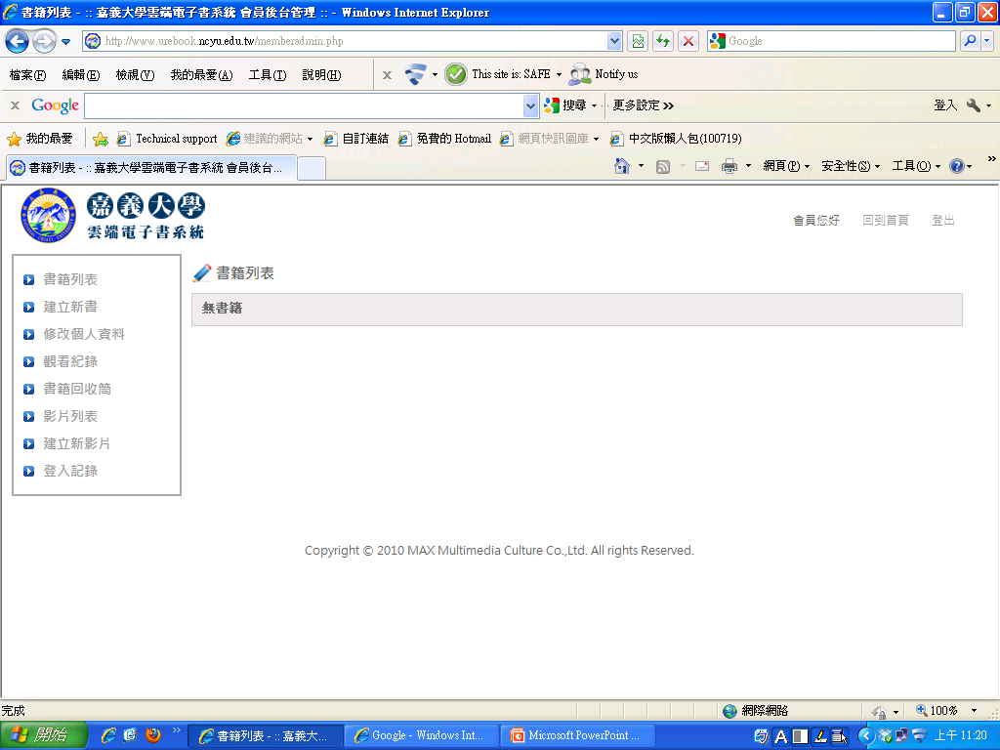 書籍列表 - :: 嘉義大學雲端電子書系統 會員後台管理 :: - Windows Internet Explorer
http://www.urebook.ncyu.edu.tw/memberadmin.php
Google
檔案(F) 編輯(E) 檢視(V) 我的最愛(A) 工具(T) 說明(H)
This site is: SAFE
Notify us
Google
搜尋
更多設定 »
登入
我的最愛
Technical support
建議的網站
自訂連結
免費的 Hotmail
網頁快訊圖庫
中文版懶人包(100719)
書籍列表 - :: 嘉義大學雲端電子書系統 會員後台...
網頁(P) 安全性(S) 工具(O) »
嘉義大學
雲端電子書系統
會員您好 回到首頁 登出
書籍列表
建立新書
修改個人資料
觀看紀錄
書籍回收筒
影片列表
建立新影片
登入記錄
書籍列表
無書籍
Copyright © 2010 MAX Multimedia Culture Co.,Ltd. All rights Reserved.
完成
網際網路
100%
開始
»
書籍列表 - :: 嘉義大...
Google - Windows Int...
Microsoft PowerPoint ...
A
上午 11:20